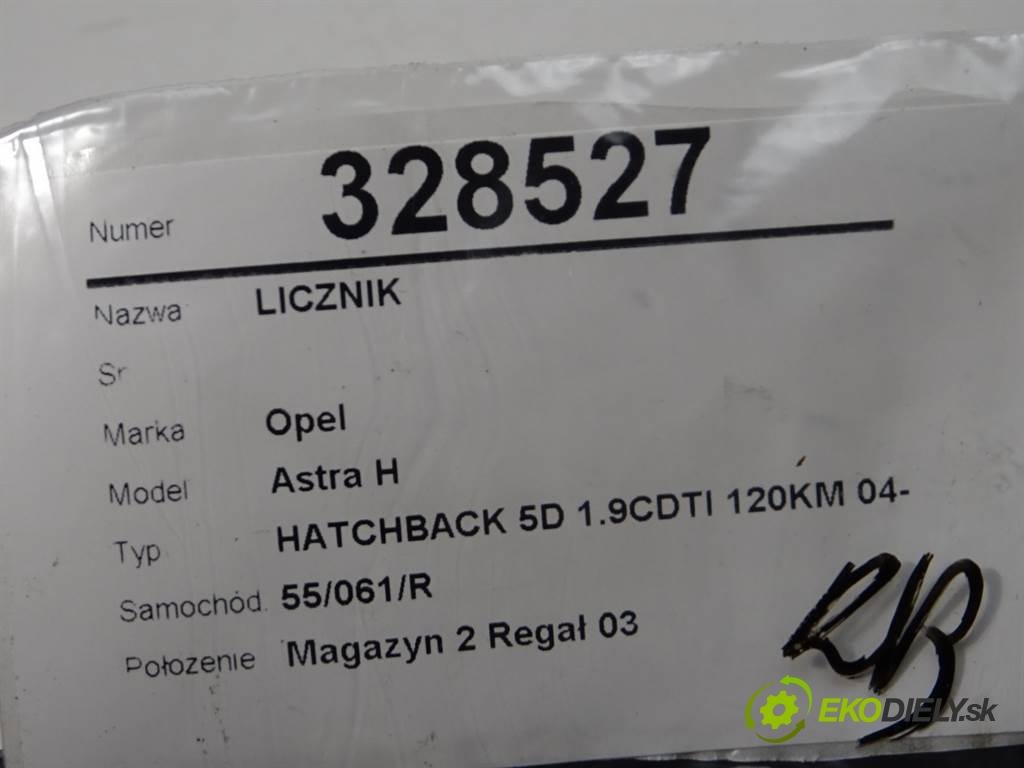 Numer 328527
Nazwa LICZNIK
Sr
Marka Opel
Model Astra H
Typ HATCHBACK 5D 1.9CDTI 120KM 04-
Samochód. 55/061/R
Położenie Magazyn 2 Regał 03
EKODIELY.sk